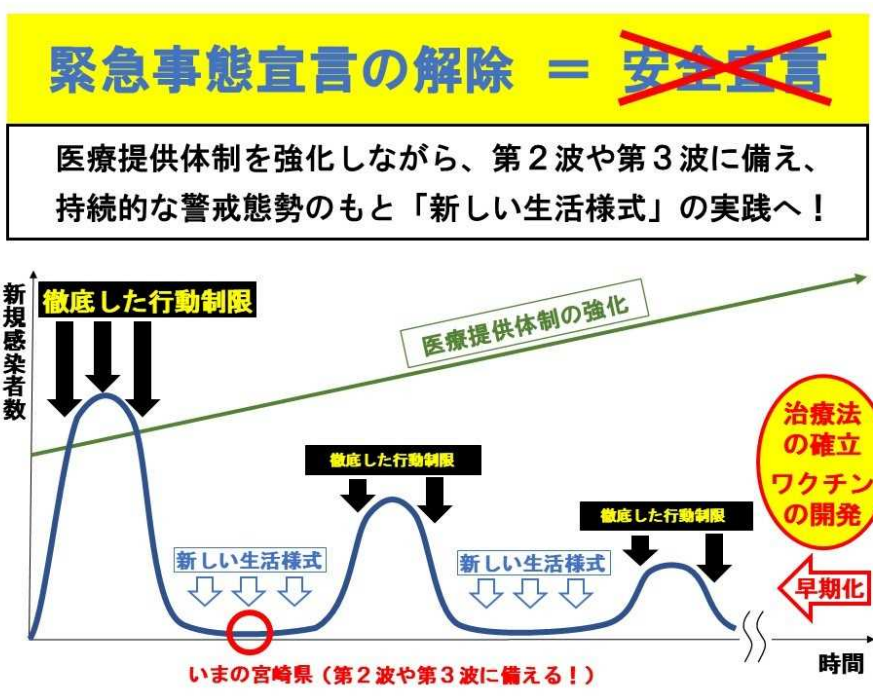 緊急事態宣言の解除 = 安全宣言
医療提供体制を強化しながら、第２波や第３波に備え、
持続的な警戒態勢のもと「新しい生活様式」の実践へ！
新規感染者数
徹底した行動制限
医療提供体制の強化
治療法
の確立
ワクチン
の開発
徹底した行動制限
徹底した行動制限
新しい生活様式
新しい生活様式
早期化
時間
いまの宮崎県（第２波や第３波に備える！）